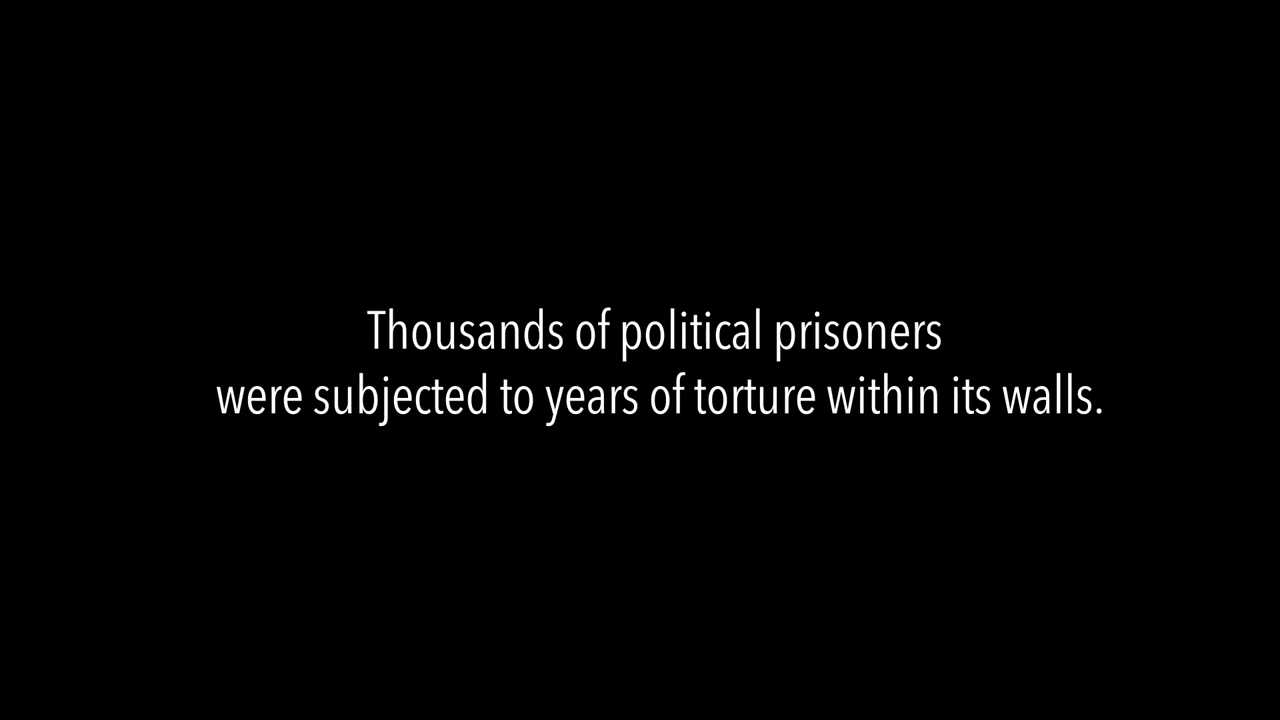 Thousands of political prisoners
were subjected to years of torture within its walls.